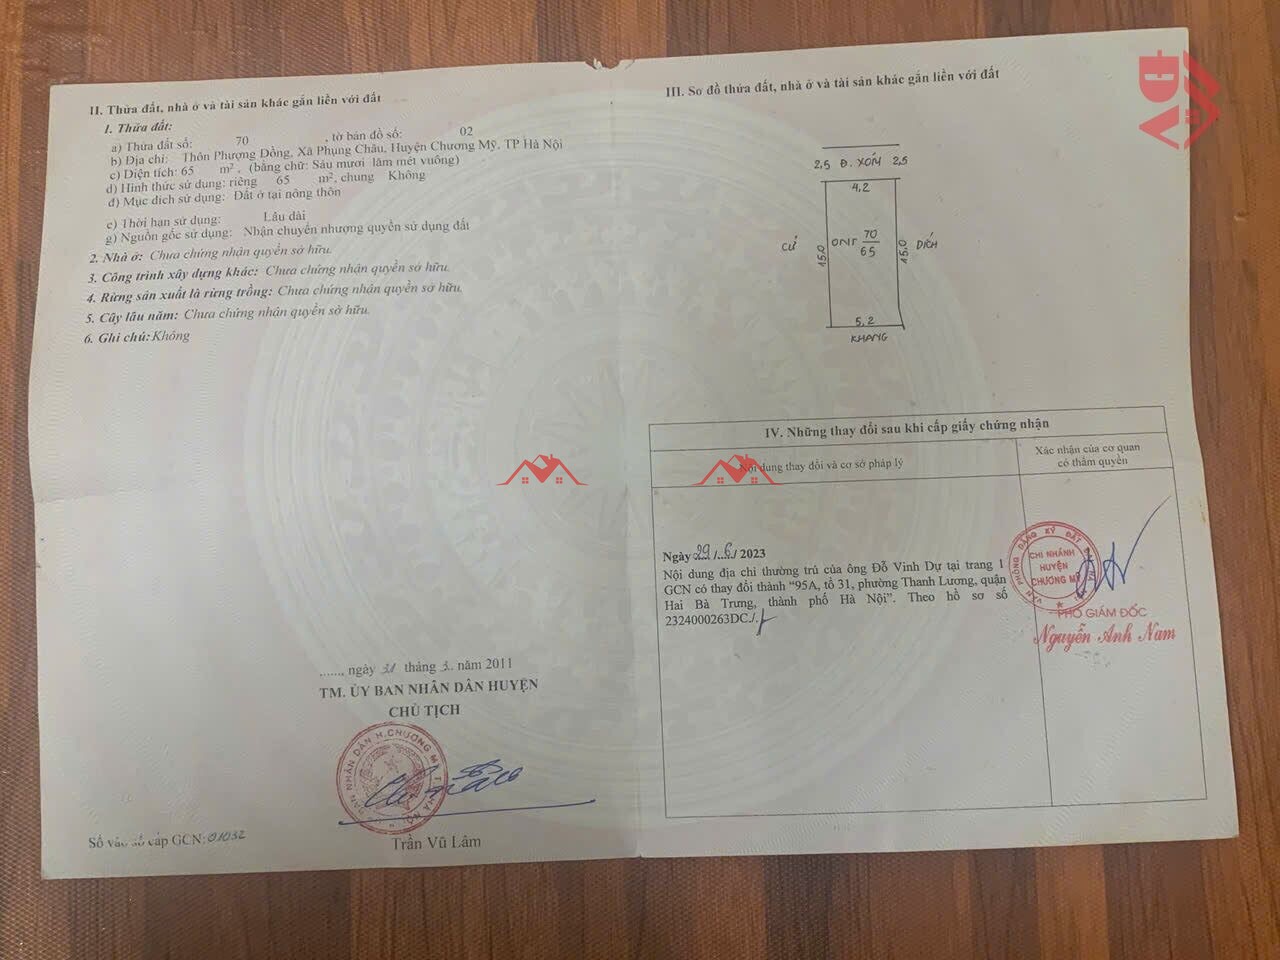 II. Thửa đất, nhà ở và tài sản khác gắn liền với đất
1. Thửa đất:
a) Thửa đất số: 70 , tờ bản đồ số: 02
b) Địa chỉ: Thôn Phượng Đồng, Xã Phụng Châu, Huyện Chương Mỹ, TP Hà Nội
c) Diện tích: 65 m², (bằng chữ: Sáu mươi lăm mét vuông)
d) Hình thức sử dụng: riêng 65 m², chung Không
đ) Mục đích sử dụng: Đất ở tại nông thôn
e) Thời hạn sử dụng: Lâu dài
g) Nguồn gốc sử dụng: Nhận chuyển nhượng quyền sử dụng đất
2. Nhà ở: Chưa chứng nhận quyền sở hữu.
3. Công trình xây dựng khác: Chưa chứng nhận quyền sở hữu.
4. Rừng sản xuất là rừng trồng: Chưa chứng nhận quyền sở hữu.
5. Cây lâu năm: Chưa chứng nhận quyền sở hữu.
6. Ghi chú: Không
......, ngày 31 tháng 3.. năm 2011
TM. ỦY BAN NHÂN DÂN HUYỆN
CHỦ TỊCH
Trần Vũ Lâm
Số vào sổ cấp GCN: 01032
III. Sơ đồ thửa đất, nhà ở và tài sản khác gắn liền với đất
2,5 Đ. XÓM 2,5
4,2
CỬ 15,0 ONT 70/65 15,0 DÍCH
5,2
KHANG
IV. Những thay đổi sau khi cấp giấy chứng nhận
Nội dung thay đổi và cơ sở pháp lý
Xác nhận của cơ quan
có thẩm quyền
Ngày 29/.6./ 2023
Nội dung địa chỉ thường trú của ông Đỗ Vinh Dự tại trang 1
GCN có thay đổi thành “95A, tổ 31, phường Thanh Lương, quận
Hai Bà Trưng, thành phố Hà Nội”. Theo hồ sơ số
2324000263DC./.
VĂN PHÒNG ĐĂNG KÝ ĐẤT ĐAI HÀ NỘI
CHI NHÁNH
HUYỆN
CHƯƠNG MỸ
PHÓ GIÁM ĐỐC
Nguyễn Anh Nam